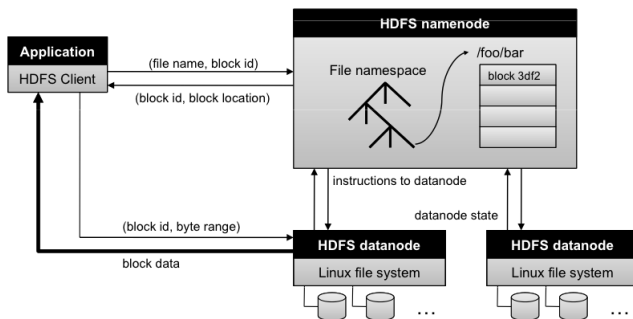 HDFS namenode
Application
HDFS Client
(file name, block id)
(block id, block location)
File namespace
/foo/bar
block 3df2
instructions to datanode
datanode state
(block id, byte range)
block data
HDFS datanode
Linux file system
...
HDFS datanode
Linux file system
...